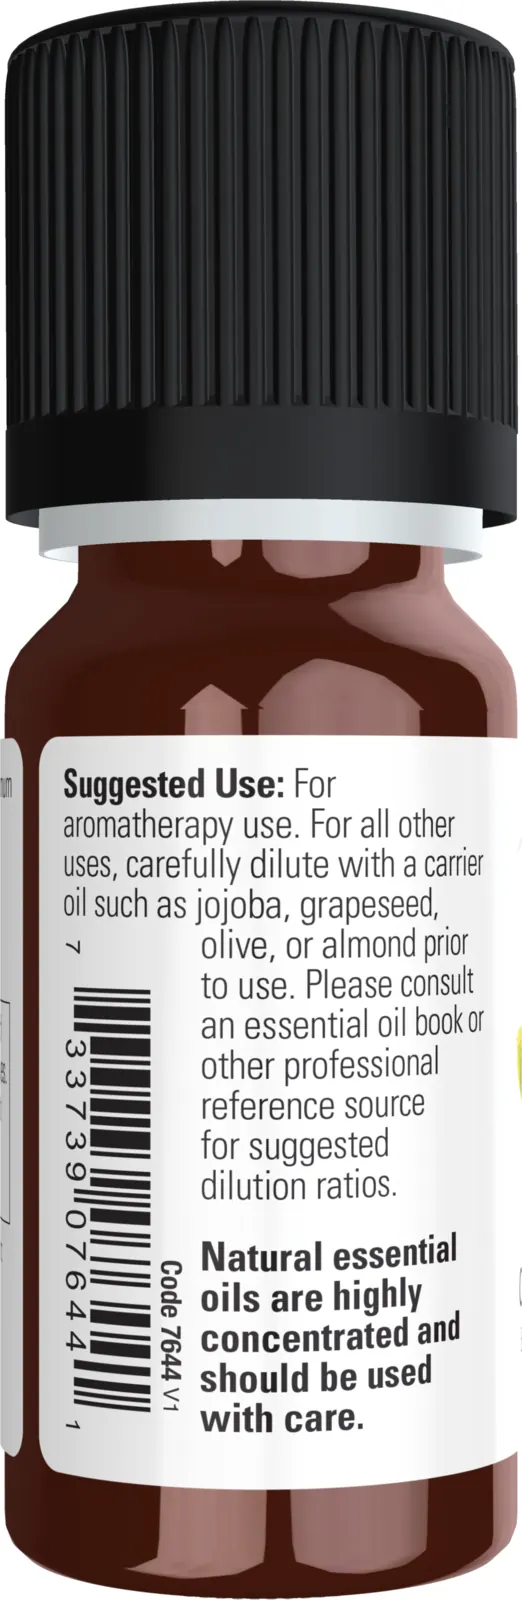 Suggested Use: For
aromatherapy use. For all other
uses, carefully dilute with a carrier
oil such as jojoba, grapeseed,
olive, or almond prior
to use. Please consult
an essential oil book or
other professional
reference source
for suggested
dilution ratios.
Natural essential
oils are highly
concentrated and
should be used
with care.
7 33739 07644 1
Code 7644 V1